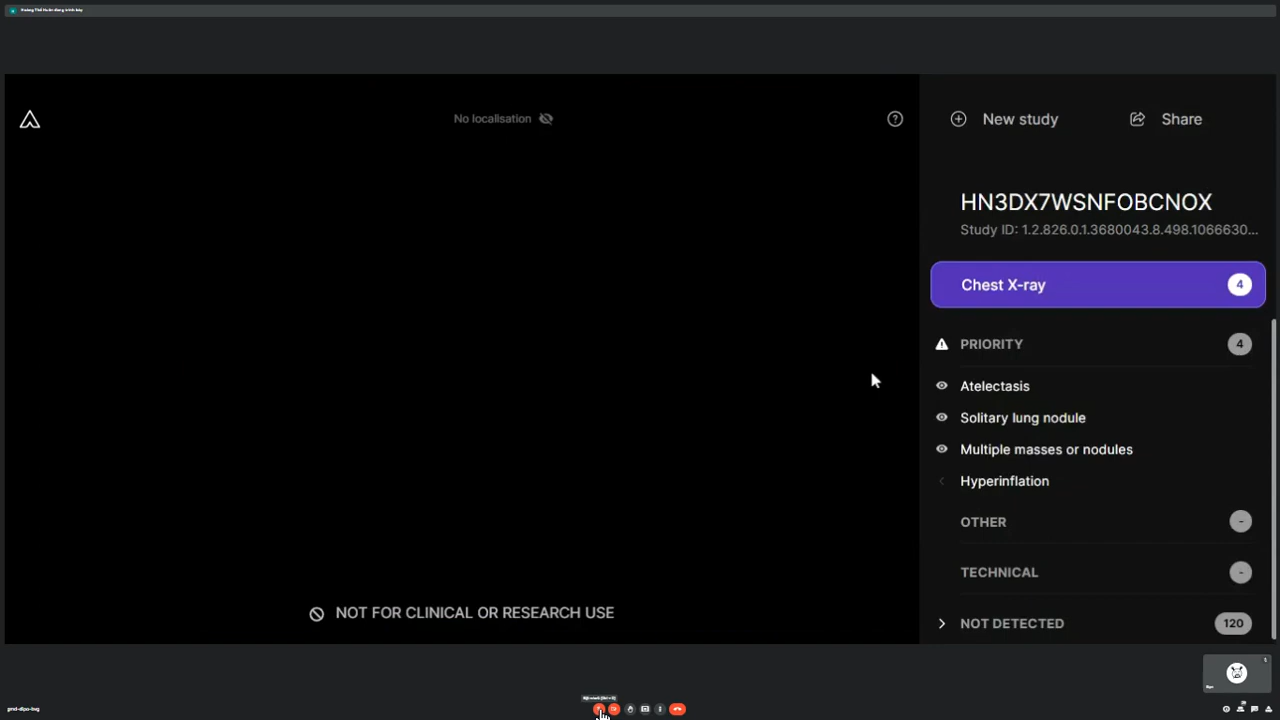 No localisation
New study
Share
HN3DX7WSNFOBCNOX
Study ID: 1.2.826.0.1.3680043.8.498.1066630...
Chest X-ray 4
PRIORITY 4
Atelectasis
Solitary lung nodule
Multiple masses or nodules
Hyperinflation
OTHER -
TECHNICAL -
NOT DETECTED 120
NOT FOR CLINICAL OR RESEARCH USE